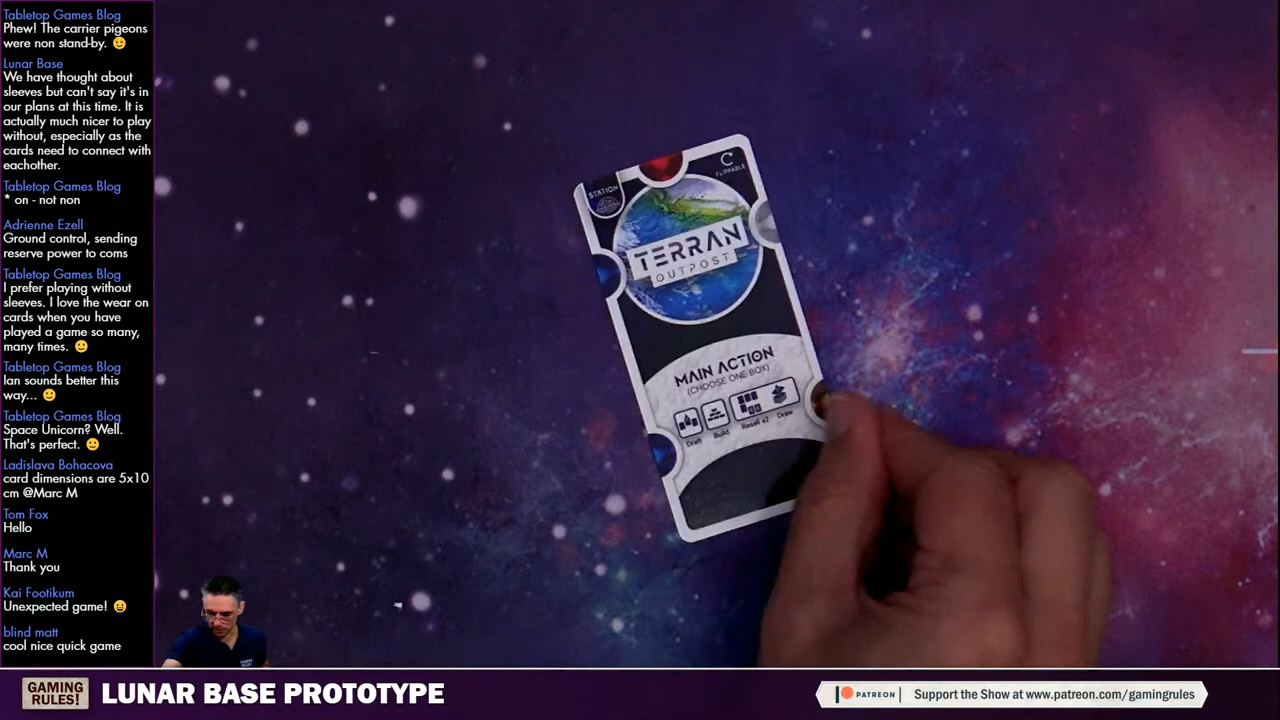 Tabletop Games Blog
Phew! The carrier pigeons
were non stand-by. 😉
Lunar Base
We have thought about
sleeves but can't say it's in
our plans at this time. It is
actually much nicer to play
without, especially as the
cards need to connect with
eachother.
Tabletop Games Blog
* on - not non
Adrienne Ezell
Ground control, sending
reserve power to coms
Tabletop Games Blog
I prefer playing without
sleeves. I love the wear on
cards when you have
played a game so many,
many times. 🙂
Tabletop Games Blog
Ian sounds better this
way... 🙂
Tabletop Games Blog
Space Unicorn? Well.
That's perfect. 🙂
Ladislava Bohacova
card dimensions are 5x10
cm @Marc M
Tom Fox
Hello
Marc M
Thank you
Kai Footikum
Unexpected game! 😀
blind matt
cool nice quick game
STATION
FLIPPABLE
TERRAN
OUTPOST
MAIN ACTION
(CHOOSE ONE BOX)
Draft Build Resell x2 Draw
GAMING
RULES!
LUNAR BASE PROTOTYPE
PATREON
Support the Show at www.patreon.com/gamingrules